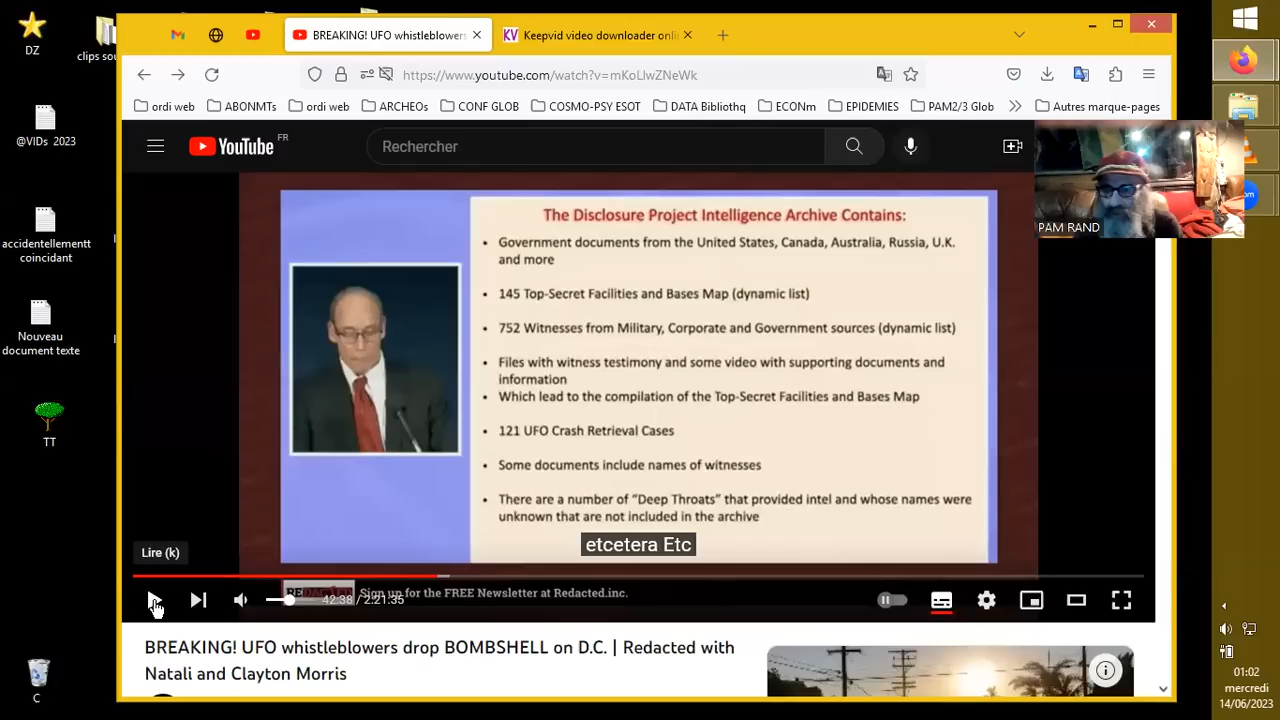 DZ
clips sou
BREAKING! UFO whistleblowers
Keepvid video downloader onli
https://www.youtube.com/watch?v=mKoLlwZNeWk
ordi web
ABONMTs
ordi web
ARCHEOs
CONF GLOB
COSMO-PSY ESOT
DATA Bibliothq
ECONm
EPIDEMIES
PAM2/3 Glob
Autres marque-pages
@VIDs 2023
YouTube FR
Rechercher
PAM RAND
The Disclosure Project Intelligence Archive Contains:
• Government documents from the United States, Canada, Australia, Russia, U.K.
and more
• 145 Top-Secret Facilities and Bases Map (dynamic list)
• 752 Witnesses from Military, Corporate and Government sources (dynamic list)
• Files with witness testimony and some video with supporting documents and
information
• Which lead to the compilation of the Top-Secret Facilities and Bases Map
• 121 UFO Crash Retrieval Cases
• Some documents include names of witnesses
• There are a number of “Deep Throats” that provided intel and whose names were
unknown that are not included in the archive
etcetera Etc
accidentellementt
coincidant
Nouveau
document texte
TT
C
Lire (k)
Sign up for the FREE Newsletter at Redacted.inc.
42:38 / 2:21:35
BREAKING! UFO whistleblowers drop BOMBSHELL on D.C. | Redacted with
Natali and Clayton Morris
01:02
mercredi
14/06/2023